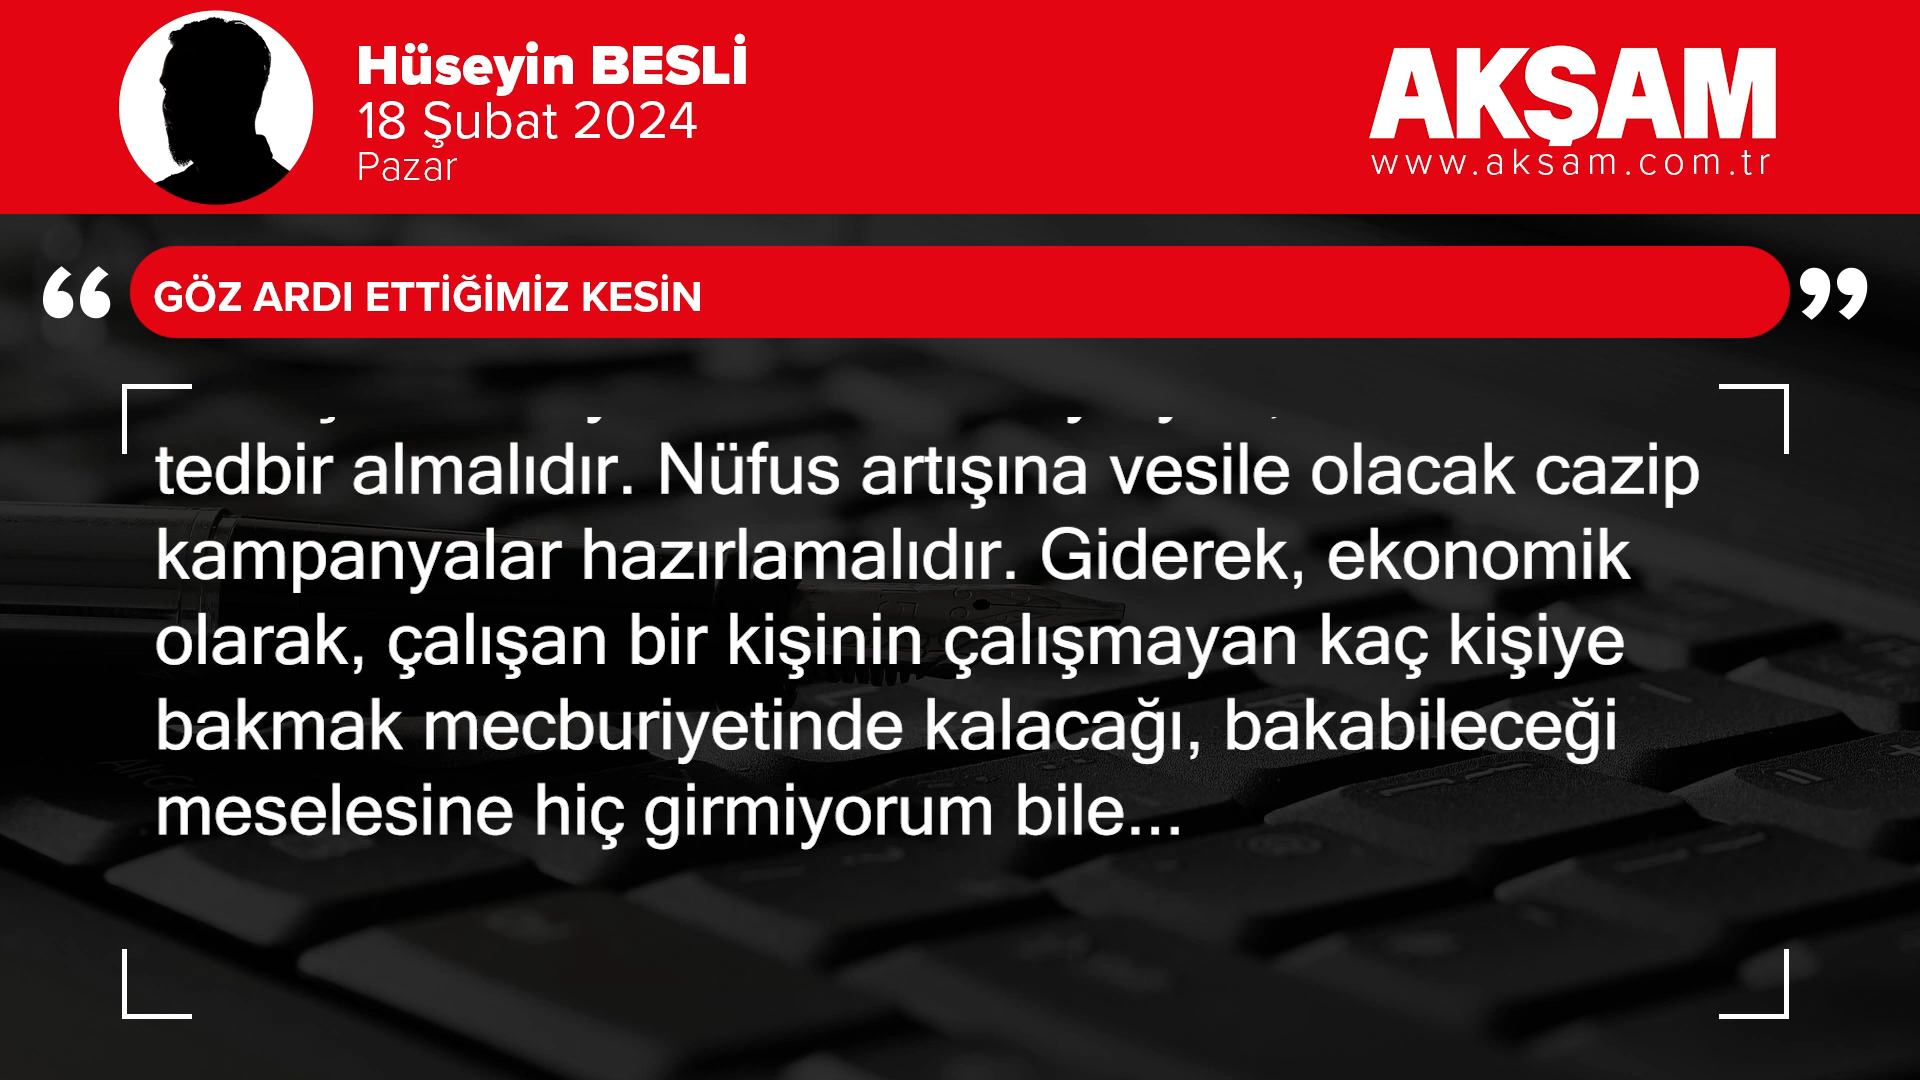 Hüseyin BESLİ
18 Şubat 2024
Pazar
AKŞAM
www.aksam.com.tr
“ GÖZ ARDI ETTİĞİMİZ KESİN ”
tedbir almalıdır. Nüfus artışına vesile olacak cazip
kampanyalar hazırlamalıdır. Giderek, ekonomik
olarak, çalışan bir kişinin çalışmayan kaç kişiye
bakmak mecburiyetinde kalacağı, bakabileceği
meselesine hiç girmiyorum bile...